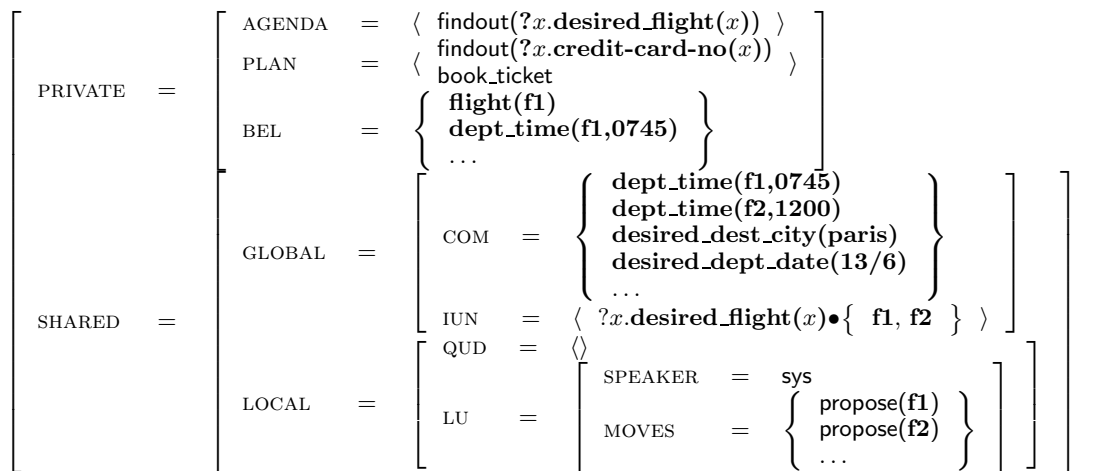 AGENDA = ⟨ findout(?x.desired_flight(x)) ⟩
PLAN = ⟨ findout(?x.credit-card-no(x))
book_ticket ⟩
PRIVATE =
BEL = { flight(f1)
dept_time(f1,0745)
... }
SHARED =
GLOBAL =
COM = { dept_time(f1,0745)
dept_time(f2,1200)
desired_dest_city(paris)
desired_dept_date(13/6)
... }
IUN = ⟨ ?x.desired_flight(x)•{ f1, f2 } ⟩
LOCAL =
QUD = ⟨⟩
LU =
SPEAKER = sys
MOVES = { propose(f1)
propose(f2)
... }